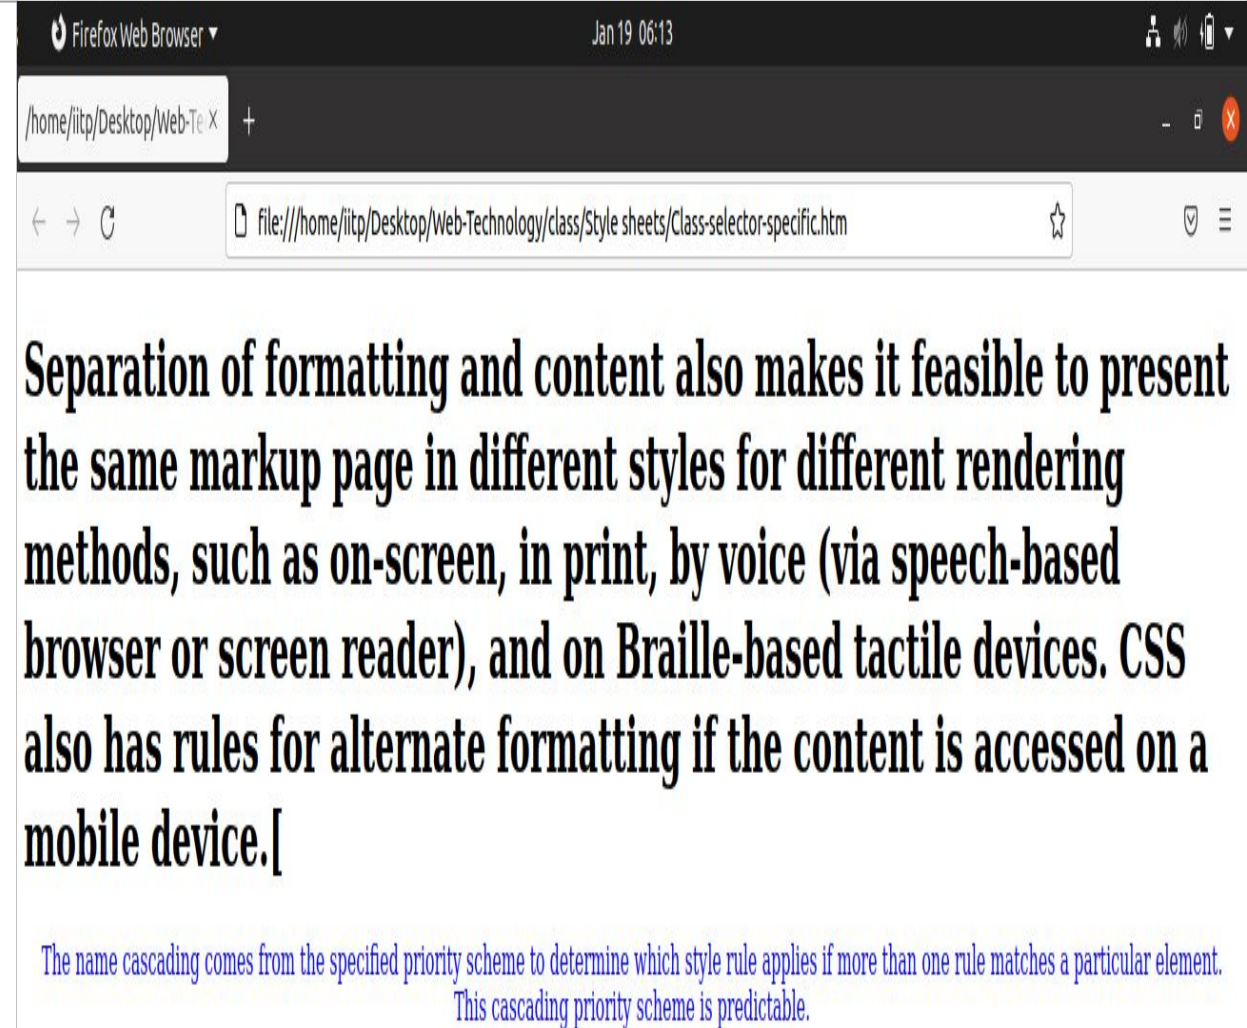 Firefox Web Browser
Jan 19 06:13
/home/iitp/Desktop/Web-Te
file:///home/iitp/Desktop/Web-Technology/class/Style sheets/Class-selector-specific.htm
Separation of formatting and content also makes it feasible to present
the same markup page in different styles for different rendering
methods, such as on-screen, in print, by voice (via speech-based
browser or screen reader), and on Braille-based tactile devices. CSS
also has rules for alternate formatting if the content is accessed on a
mobile device.[
The name cascading comes from the specified priority scheme to determine which style rule applies if more than one rule matches a particular element.
This cascading priority scheme is predictable.